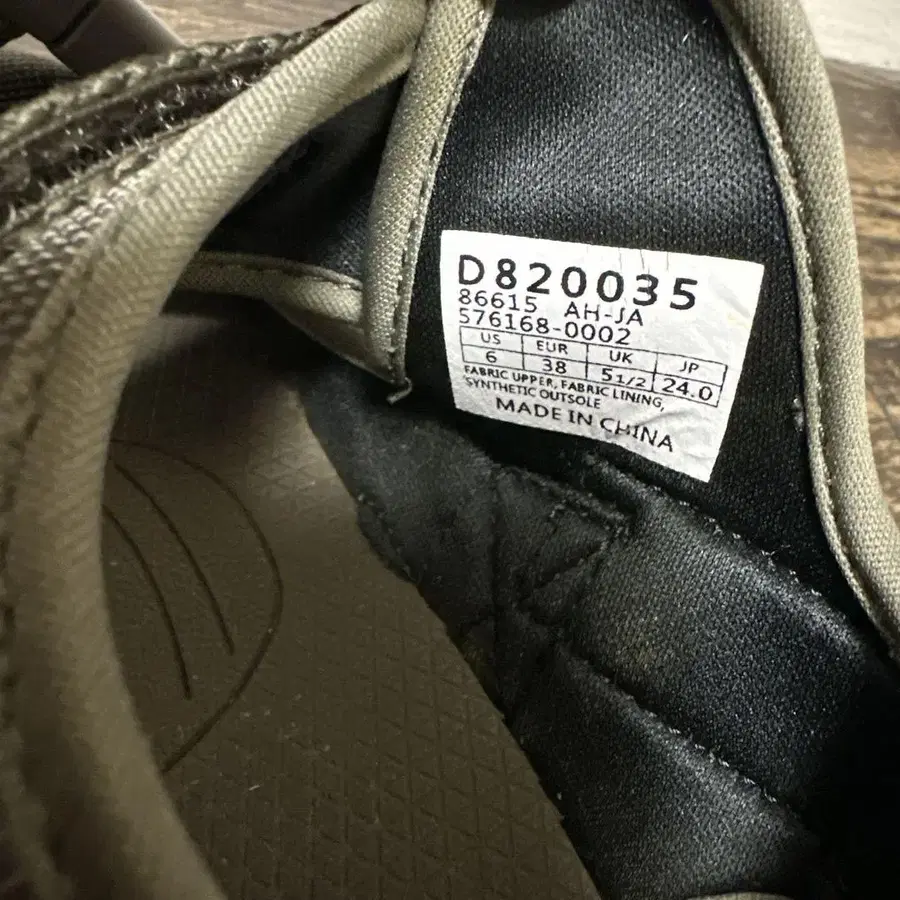 D820035
86615 AH-JA
576168-0002
US EUR UK JP
6 38 5 1/2 24.0
FABRIC UPPER, FABRIC LINING,
SYNTHETIC OUTSOLE
MADE IN CHINA